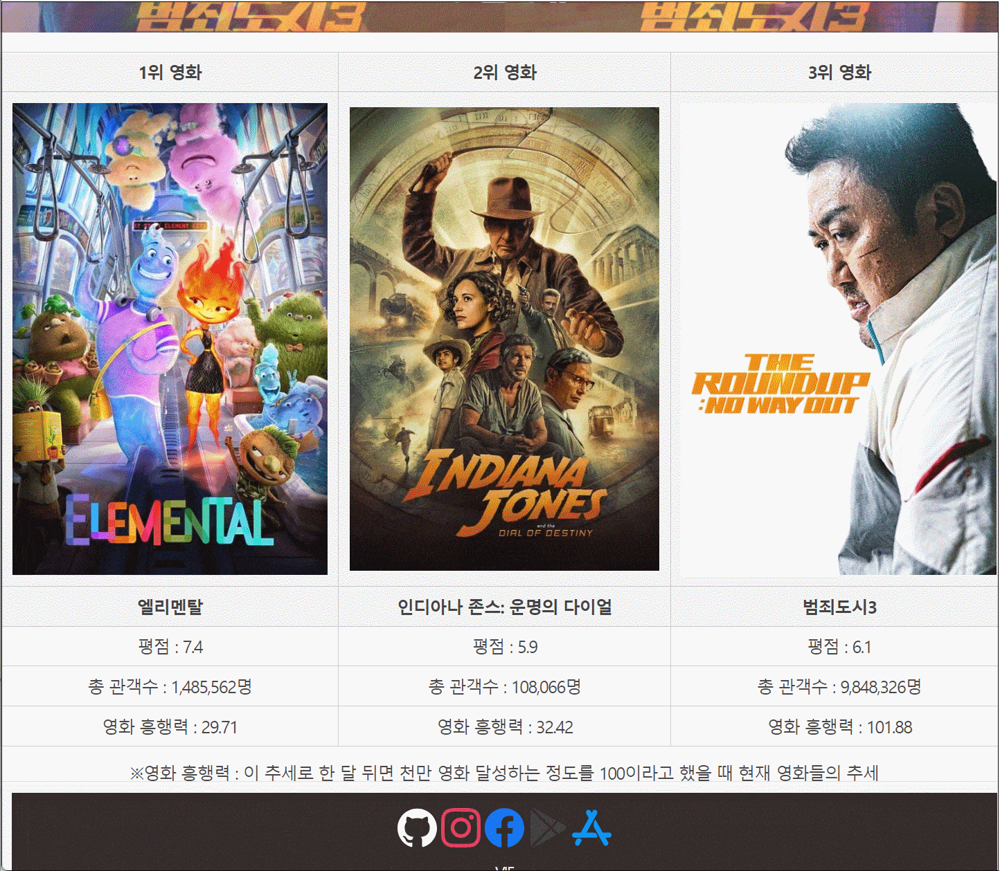 범죄도시3 범죄도시3
1위 영화 2위 영화 3위 영화
ELEMENT CITY
ELEMENTAL
INDIANA
JONES
and the
DIAL OF DESTINY
THE
ROUNDUP
:NO WAY OUT
엘리멘탈 인디아나 존스: 운명의 다이얼 범죄도시3
평점 : 7.4 평점 : 5.9 평점 : 6.1
총 관객수 : 1,485,562명 총 관객수 : 108,066명 총 관객수 : 9,848,326명
영화 흥행력 : 29.71 영화 흥행력 : 32.42 영화 흥행력 : 101.88
※영화 흥행력 : 이 추세로 한 달 뒤면 천만 영화 달성하는 정도를 100이라고 했을 때 현재 영화들의 추세